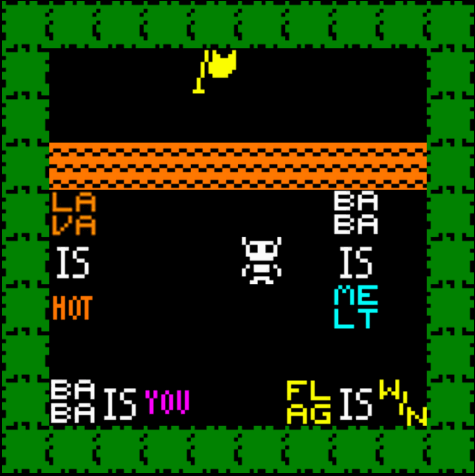 LAVA
IS
HOT
BABA
IS
MELT
BABA IS YOU
FLAG IS WIN